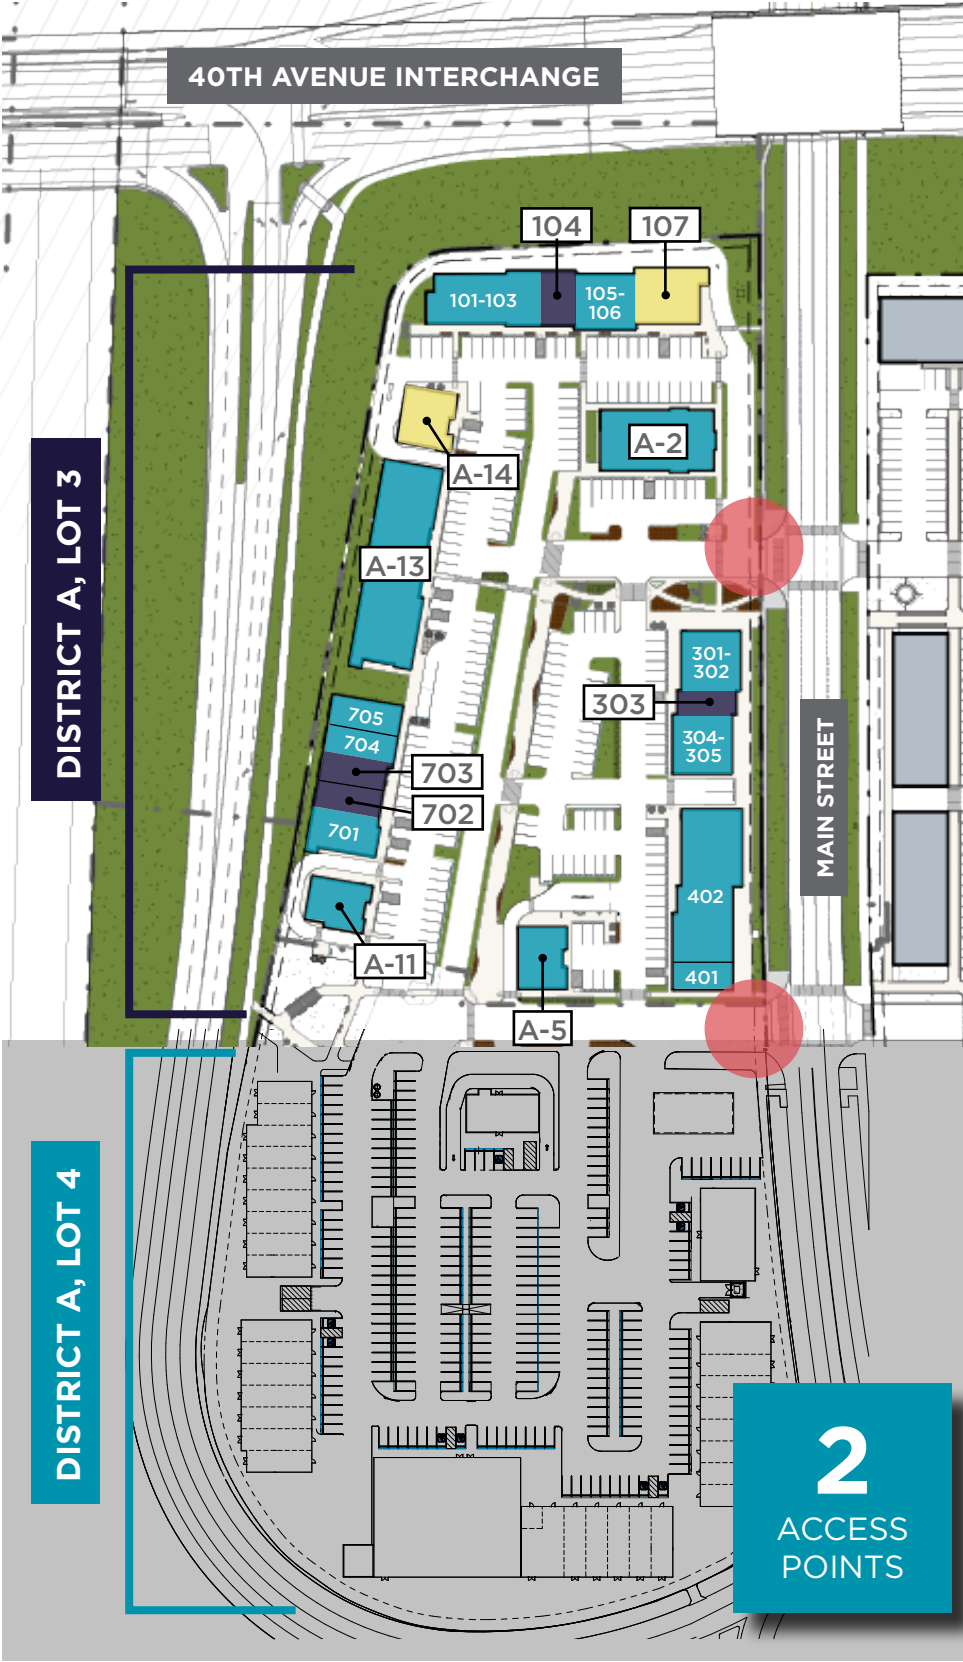 40TH AVENUE INTERCHANGE
104
107
101-103
105-
106
A-2
A-14
DISTRICT A, LOT 3
A-13
301-
302
303
304-
305
705
704
703
702
701
MAIN STREET
402
401
A-11
A-5
DISTRICT A, LOT 4
2
ACCESS
POINTS